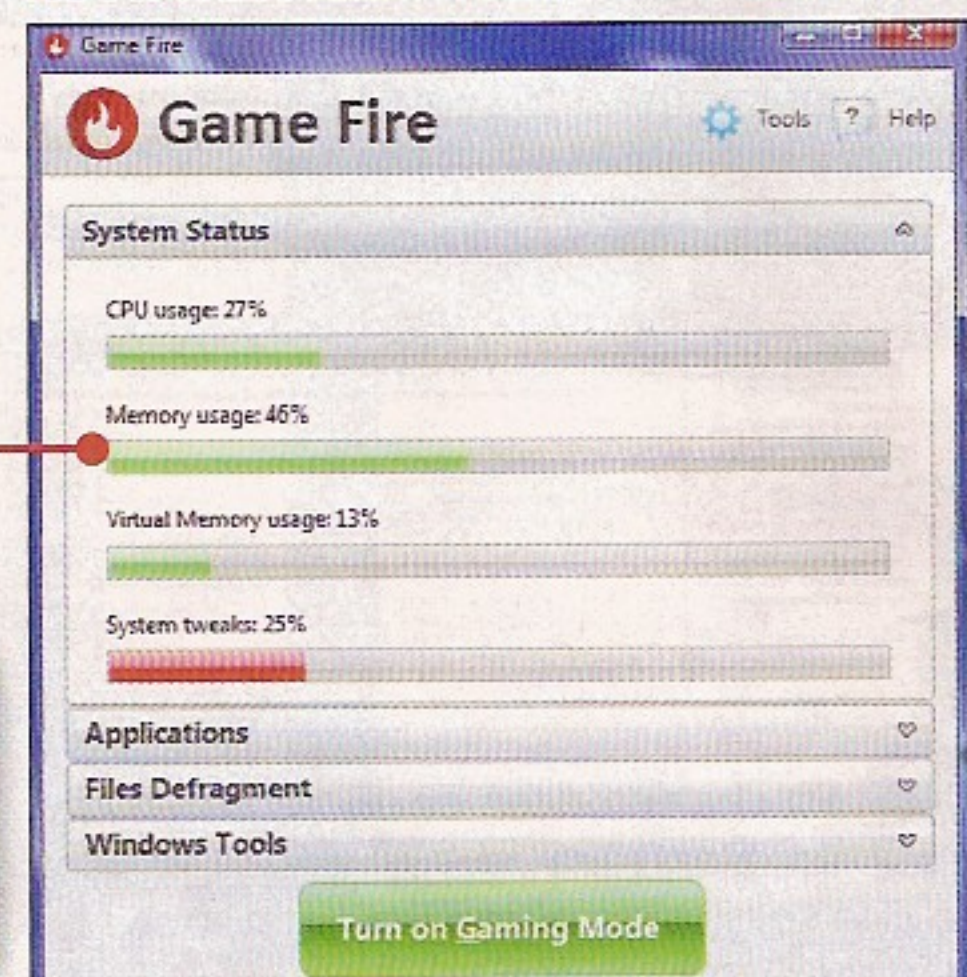 Game Fire
Game Fire
Tools ? Help
System Status
CPU usage: 27%
Memory usage: 46%
Virtual Memory usage: 13%
System tweaks: 25%
Applications
Files Defragment
Windows Tools
Turn on Gaming Mode